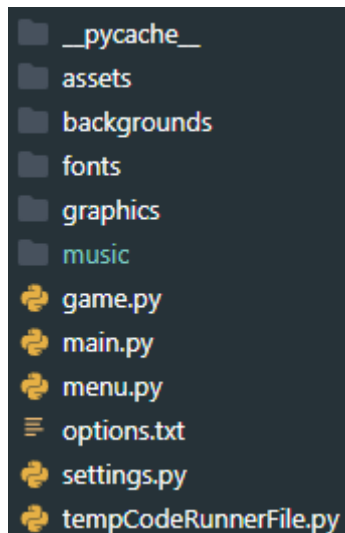 __pycache__
assets
backgrounds
fonts
graphics
music
game.py
main.py
menu.py
options.txt
settings.py
tempCodeRunnerFile.py